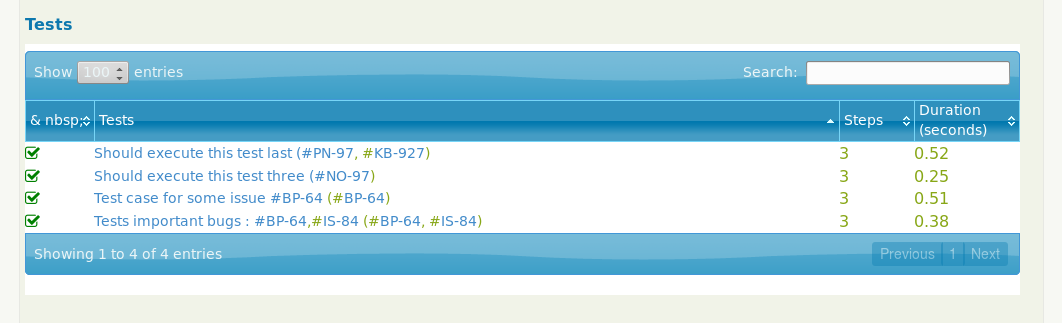 Tests
Show 100 entries Search:
& nbsp; Tests Steps Duration (seconds)
Should execute this test last (#PN-97, #KB-927) 3 0.52
Should execute this test three (#NO-97) 3 0.25
Test case for some issue #BP-64 (#BP-64) 3 0.51
Tests important bugs : #BP-64,#IS-84 (#BP-64, #IS-84) 3 0.38
Showing 1 to 4 of 4 entries Previous 1 Next